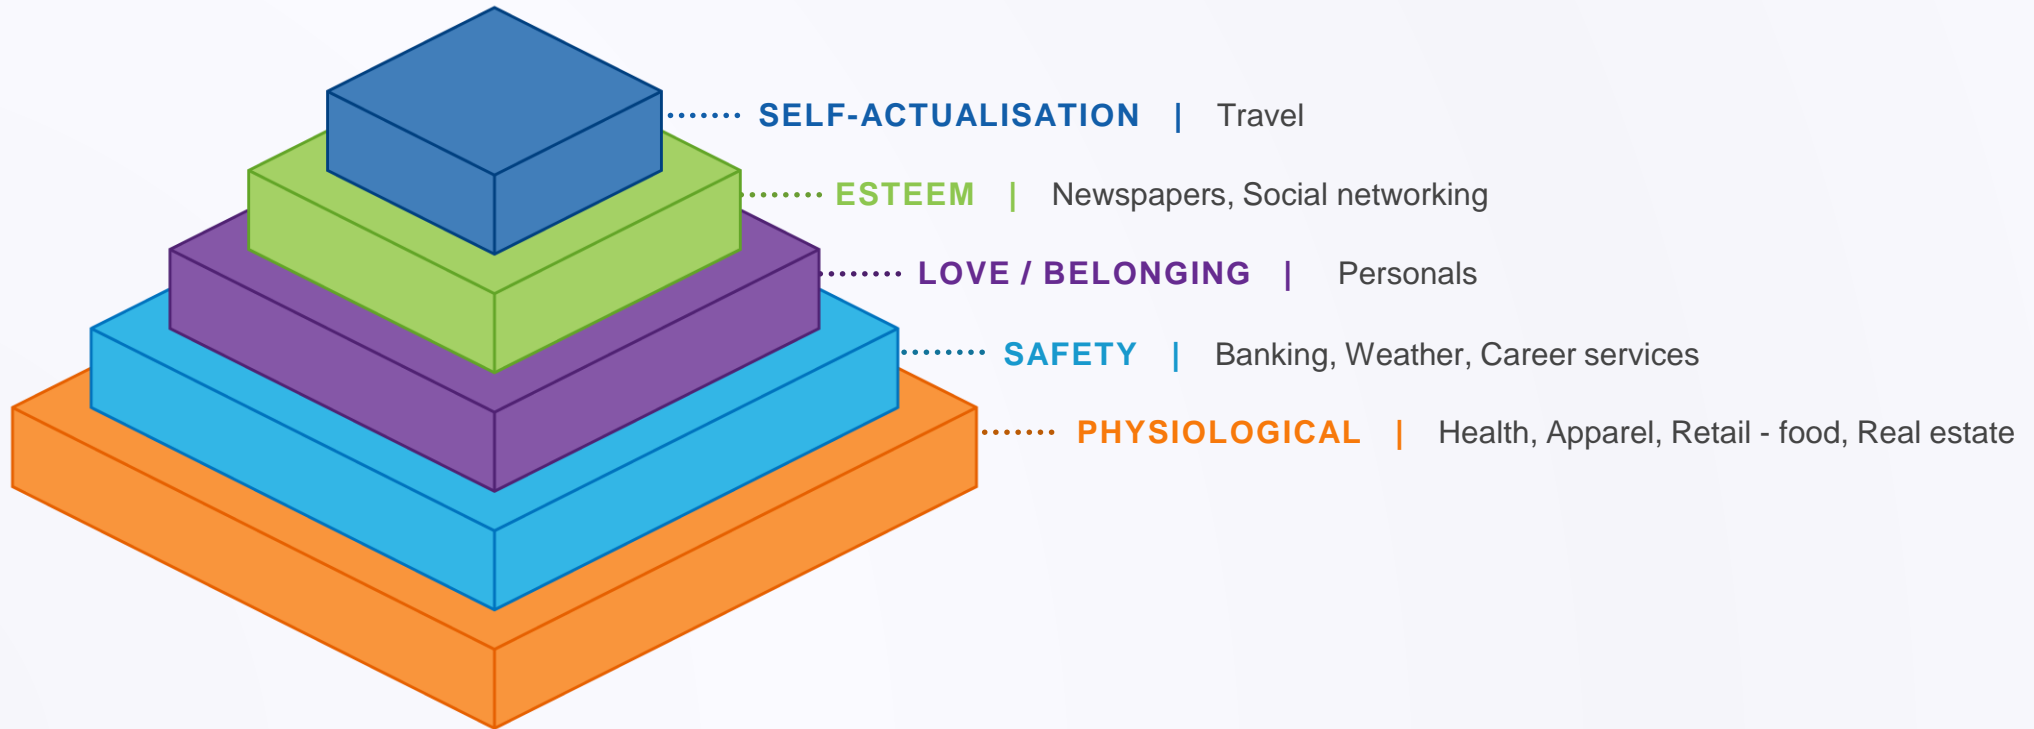 SELF-ACTUALISATION | Travel
ESTEEM | Newspapers, Social networking
LOVE / BELONGING | Personals
SAFETY | Banking, Weather, Career services
PHYSIOLOGICAL | Health, Apparel, Retail - food, Real estate